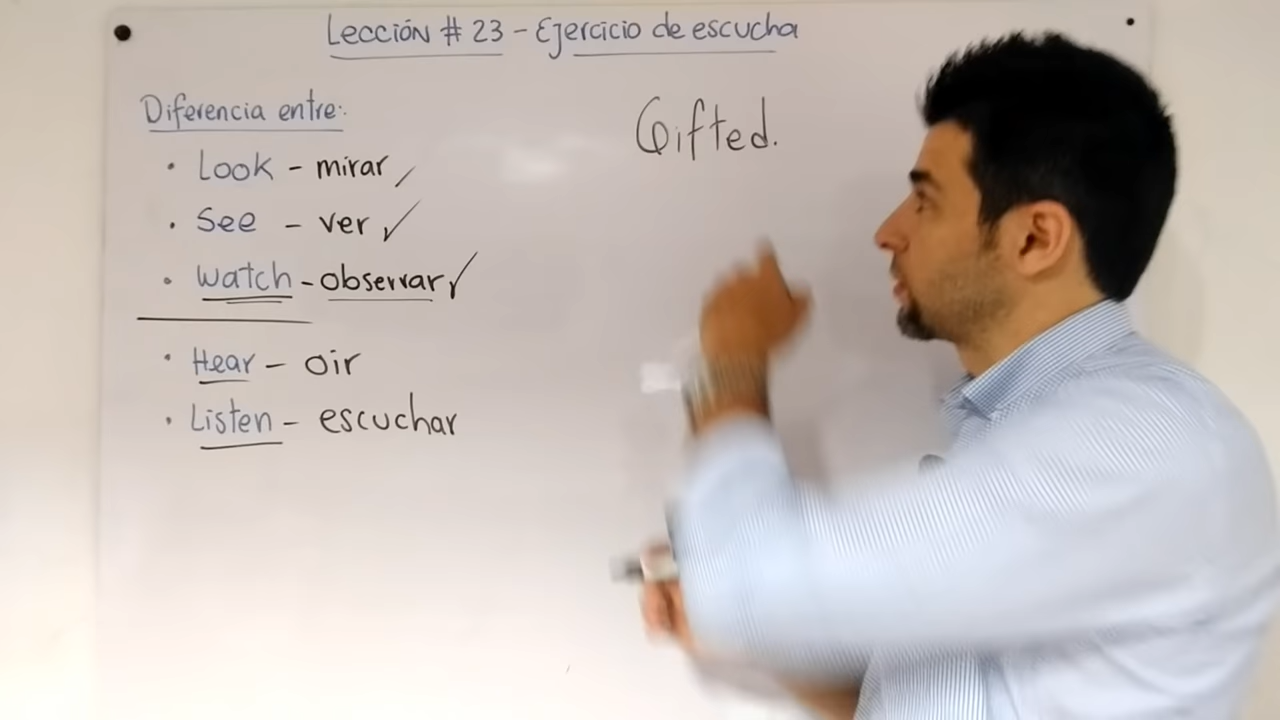 Lección # 23 - Ejercicio de escucha
Diferencia entre:
• Look - mirar
• See - ver ✓
• Watch - observar ✓
• Hear - oir
• Listen - escuchar
Gifted.